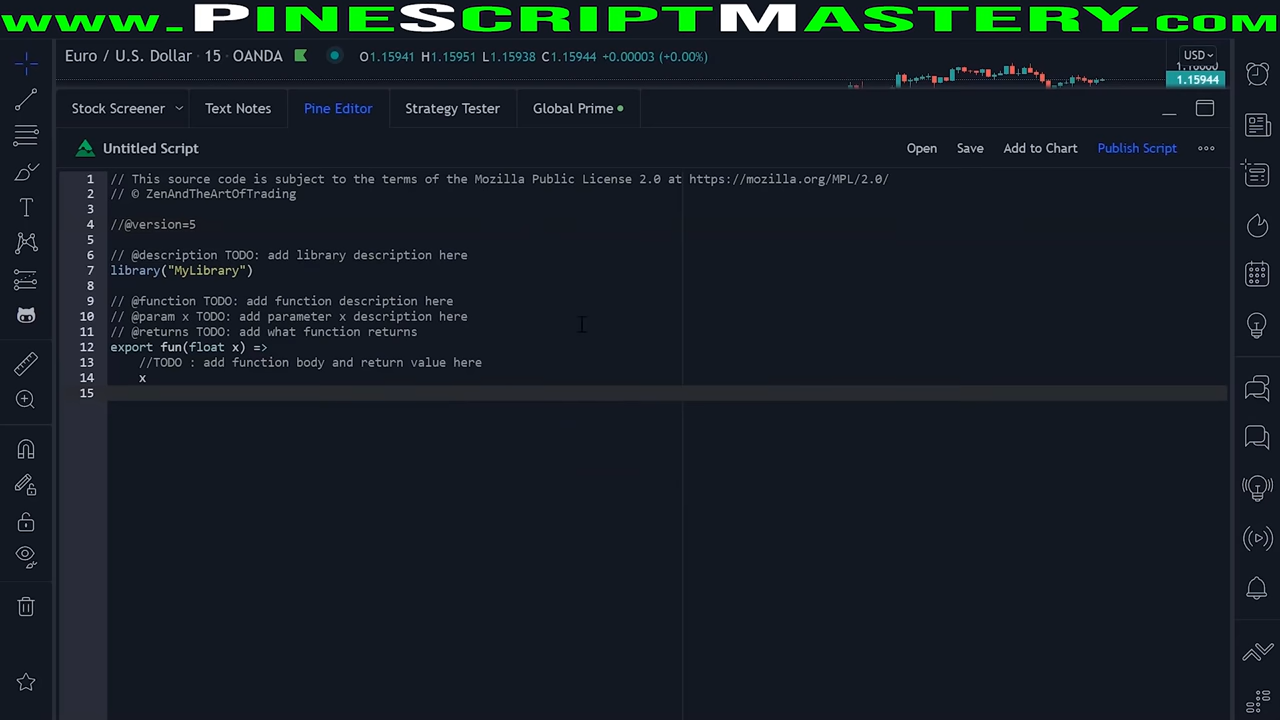 www.PINESCRIPTMASTERY.com
Euro / U.S. Dollar · 15 · OANDA O1.15941 H1.15951 L1.15938 C1.15944 +0.00003 (+0.00%)
USD
1.15944
Stock Screener Text Notes Pine Editor Strategy Tester Global Prime
Untitled Script Open Save Add to Chart Publish Script
1 // This source code is subject to the terms of the Mozilla Public License 2.0 at https://mozilla.org/MPL/2.0/
2 // © ZenAndTheArtOfTrading
3
4 //@version=5
5
6 // @description TODO: add library description here
7 library("MyLibrary")
8
9 // @function TODO: add function description here
10 // @param x TODO: add parameter x description here
11 // @returns TODO: add what function returns
12 export fun(float x) =>
13 //TODO : add function body and return value here
14 x
15